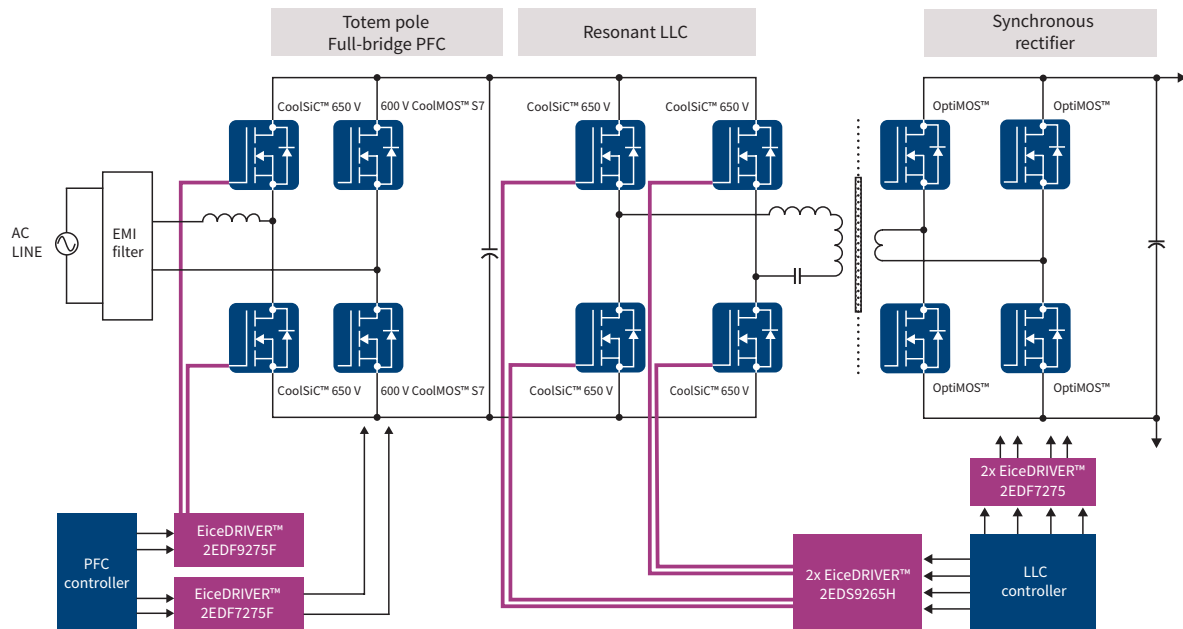 Totem pole
Full-bridge PFC
Resonant LLC
Synchronous
rectifier
CoolSiC™ 650 V
600 V CoolMOS™ S7
CoolSiC™ 650 V
CoolSiC™ 650 V
OptiMOS™
OptiMOS™
AC
LINE
EMI
filter
CoolSiC™ 650 V
600 V CoolMOS™ S7
CoolSiC™ 650 V
CoolSiC™ 650 V
OptiMOS™
OptiMOS™
2x EiceDRIVER™
2EDF7275
PFC
controller
EiceDRIVER™
2EDF9275F
EiceDRIVER™
2EDF7275F
2x EiceDRIVER™
2EDS9265H
LLC
controller